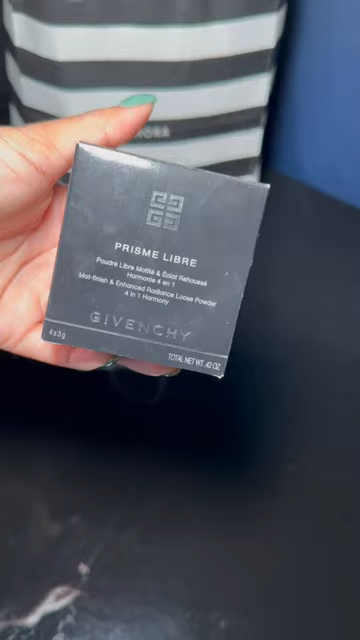 PRISME LIBRE
Poudre Libre Matité & Éclat Rehaussé
Harmonie 4 en 1
Mat-finish & Enhanced Radiance Loose Powder
4 in 1 Harmony
GIVENCHY
4x3g
TOTAL NET WT .42 OZ